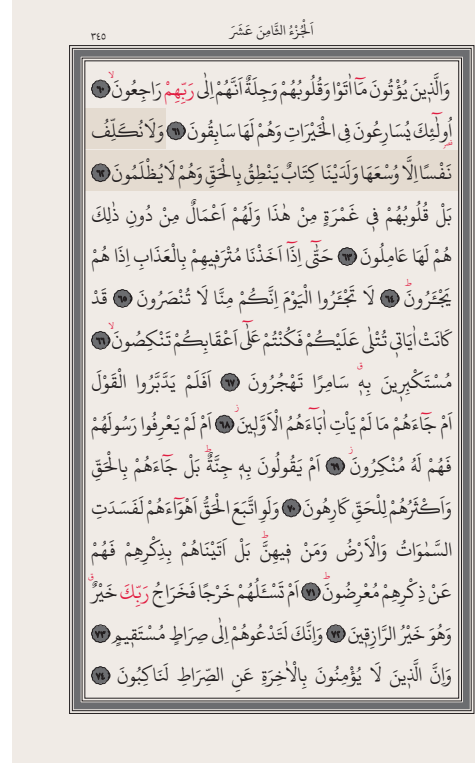 اَلْجُزْءُ الثَّامِنَ عَشَرَ
٣٤٥
وَالَّذ۪ينَ يُؤْتُونَ مَٓا اٰتَوْا وَقُلُوبُهُمْ وَجِلَةٌ اَنَّهُمْ اِلٰى رَبِّهِمْ رَاجِعُونَۙ ﴿٦٠﴾
اُو۬لٰٓئِكَ يُسَارِعُونَ فِي الْخَيْرَاتِ وَهُمْ لَهَا سَابِقُونَ ﴿٦١﴾ وَلَا نُكَلِّفُ
نَفْسًا اِلَّا وُسْعَهَا وَلَدَيْنَا كِتَابٌ يَنْطِقُ بِالْحَقِّ وَهُمْ لَا يُظْلَمُونَ ﴿٦٢﴾
بَلْ قُلُوبُهُمْ ف۪ي غَمْرَةٍ مِنْ هٰذَا وَلَهُمْ اَعْمَالٌ مِنْ دُونِ ذٰلِكَ
هُمْ لَهَا عَامِلُونَ ﴿٦٣﴾ حَتّٰٓى اِذَٓا اَخَذْنَا مُتْرَف۪يهِمْ بِالْعَذَابِ اِذَا هُمْ
يَجْـَٔرُونَۜ ﴿٦٤﴾ لَا تَجْـَٔرُوا الْيَوْمَ اِنَّكُمْ مِنَّا لَا تُنْصَرُونَ ﴿٦٥﴾ قَدْ
كَانَتْ اٰيَات۪ي تُتْلٰى عَلَيْكُمْ فَكُنْتُمْ عَلٰٓى اَعْقَابِكُمْ تَنْكِصُونَۙ ﴿٦٦﴾
مُسْتَكْبِر۪ينَ بِه۪ۗ سَامِرًا تَهْجُرُونَ ﴿٦٧﴾ اَفَلَمْ يَدَّبَّرُوا الْقَوْلَ
اَمْ جَٓاءَهُمْ مَا لَمْ يَاْتِ اٰبَٓاءَهُمُ الْاَوَّل۪ينَۘ ﴿٦٨﴾ اَمْ لَمْ يَعْرِفُوا رَسُولَهُمْ
فَهُمْ لَهُ مُنْكِرُونَۘ ﴿٦٩﴾ اَمْ يَقُولُونَ بِه۪ جِنَّةٌۜ بَلْ جَٓاءَهُمْ بِالْحَقِّ
وَاَكْثَرُهُمْ لِلْحَقِّ كَارِهُونَ ﴿٧٠﴾ وَلَوِ اتَّبَعَ الْحَقُّ اَهْوَٓاءَهُمْ لَفَسَدَتِ
السَّمٰوَاتُ وَالْاَرْضُ وَمَنْ ف۪يهِنَّۜ بَلْ اَتَيْنَاهُمْ بِذِكْرِهِمْ فَهُمْ
عَنْ ذِكْرِهِمْ مُعْرِضُونَۜ ﴿٧١﴾ اَمْ تَسْـَٔلُهُمْ خَرْجًا فَخَرَاجُ رَبِّكَ خَيْرٌۗ
وَهُوَ خَيْرُ الرَّازِق۪ينَ ﴿٧٢﴾ وَاِنَّكَ لَتَدْعُوهُمْ اِلٰى صِرَاطٍ مُسْتَق۪يمٍ ﴿٧٣﴾
وَاِنَّ الَّذ۪ينَ لَا يُؤْمِنُونَ بِالْاٰخِرَةِ عَنِ الصِّرَاطِ لَنَاكِبُونَ ﴿٧٤﴾